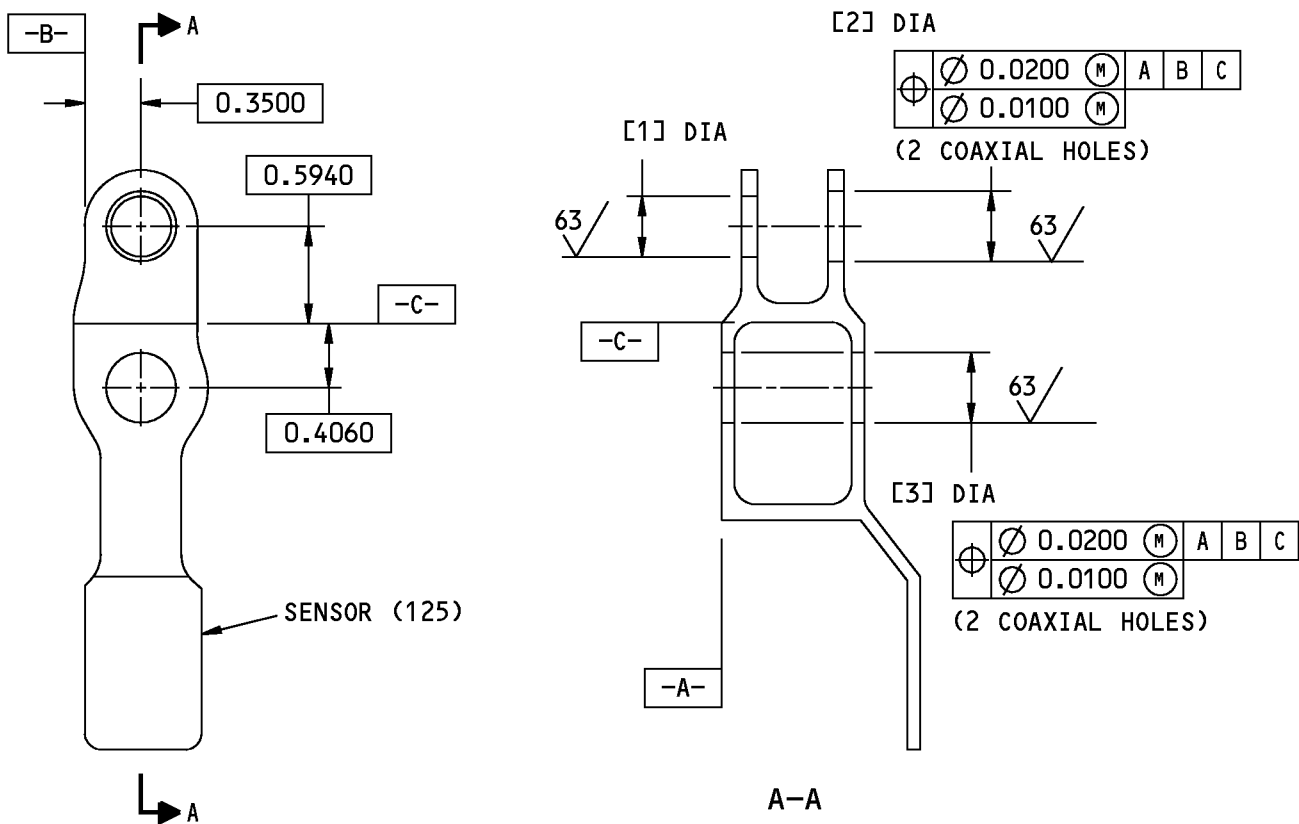 -B-
A
0.3500
0.5940
-C-
0.4060
SENSOR (125)
A
[2] DIA
⌖ ∅ 0.0200 Ⓜ A B C
∅ 0.0100 Ⓜ
(2 COAXIAL HOLES)
[1] DIA
63
63
-C-
63
[3] DIA
⌖ ∅ 0.0200 Ⓜ A B C
∅ 0.0100 Ⓜ
(2 COAXIAL HOLES)
-A-
A-A